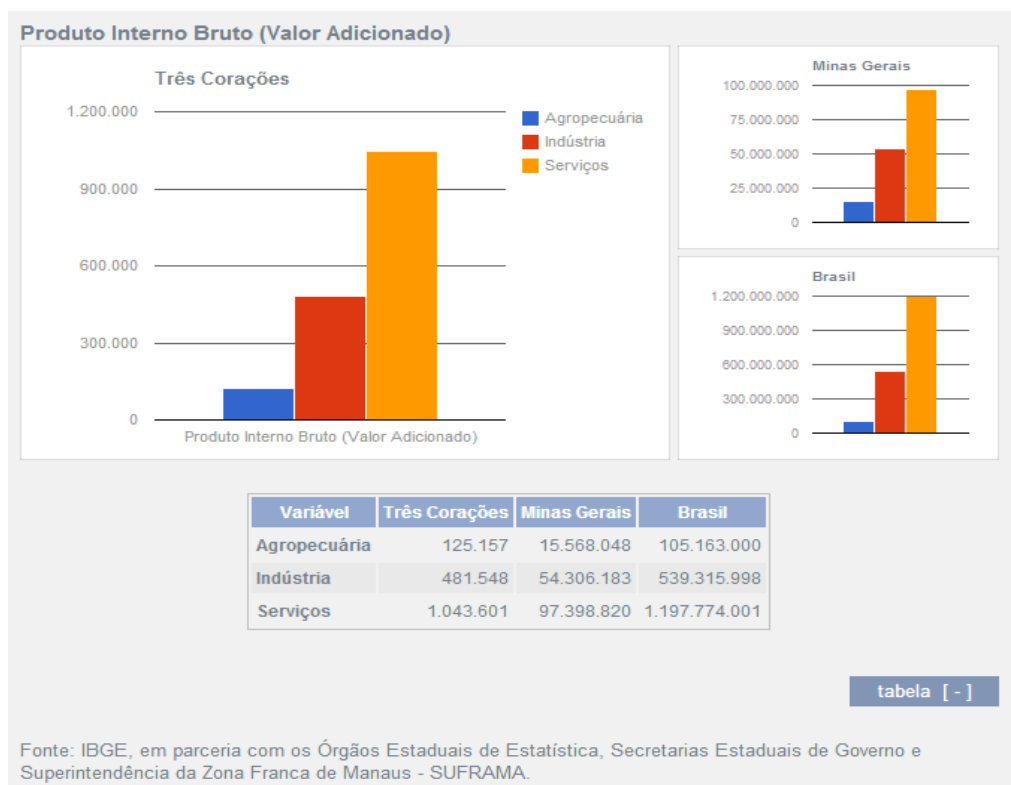 Produto Interno Bruto (Valor Adicionado)
Três Corações
1.200.000
900.000
600.000
300.000
0
Produto Interno Bruto (Valor Adicionado)
Agropecuária
Indústria
Serviços
Minas Gerais
100.000.000
75.000.000
50.000.000
25.000.000
0
Brasil
1.200.000.000
900.000.000
600.000.000
300.000.000
0
Variável Três Corações Minas Gerais Brasil
Agropecuária 125.157 15.568.048 105.163.000
Indústria 481.548 54.306.183 539.315.998
Serviços 1.043.601 97.398.820 1.197.774.001
tabela [ - ]
Fonte: IBGE, em parceria com os Órgãos Estaduais de Estatística, Secretarias Estaduais de Governo e
Superintendência da Zona Franca de Manaus - SUFRAMA.